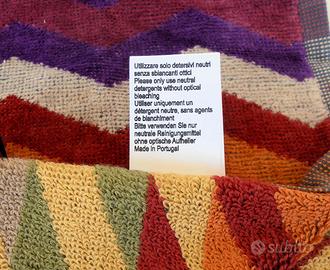 Utilizzare solo detersivi neutri
senza sbiancanti ottici
Please only use neutral
detergents without optical
bleaching
Utiliser uniquement un
détergent neutre, sans agents
de blanchiment
Bitte verwenden Sie nur
neutrale Reinigungsmittel
ohne optische Aufheller
Made in Portugal
subito